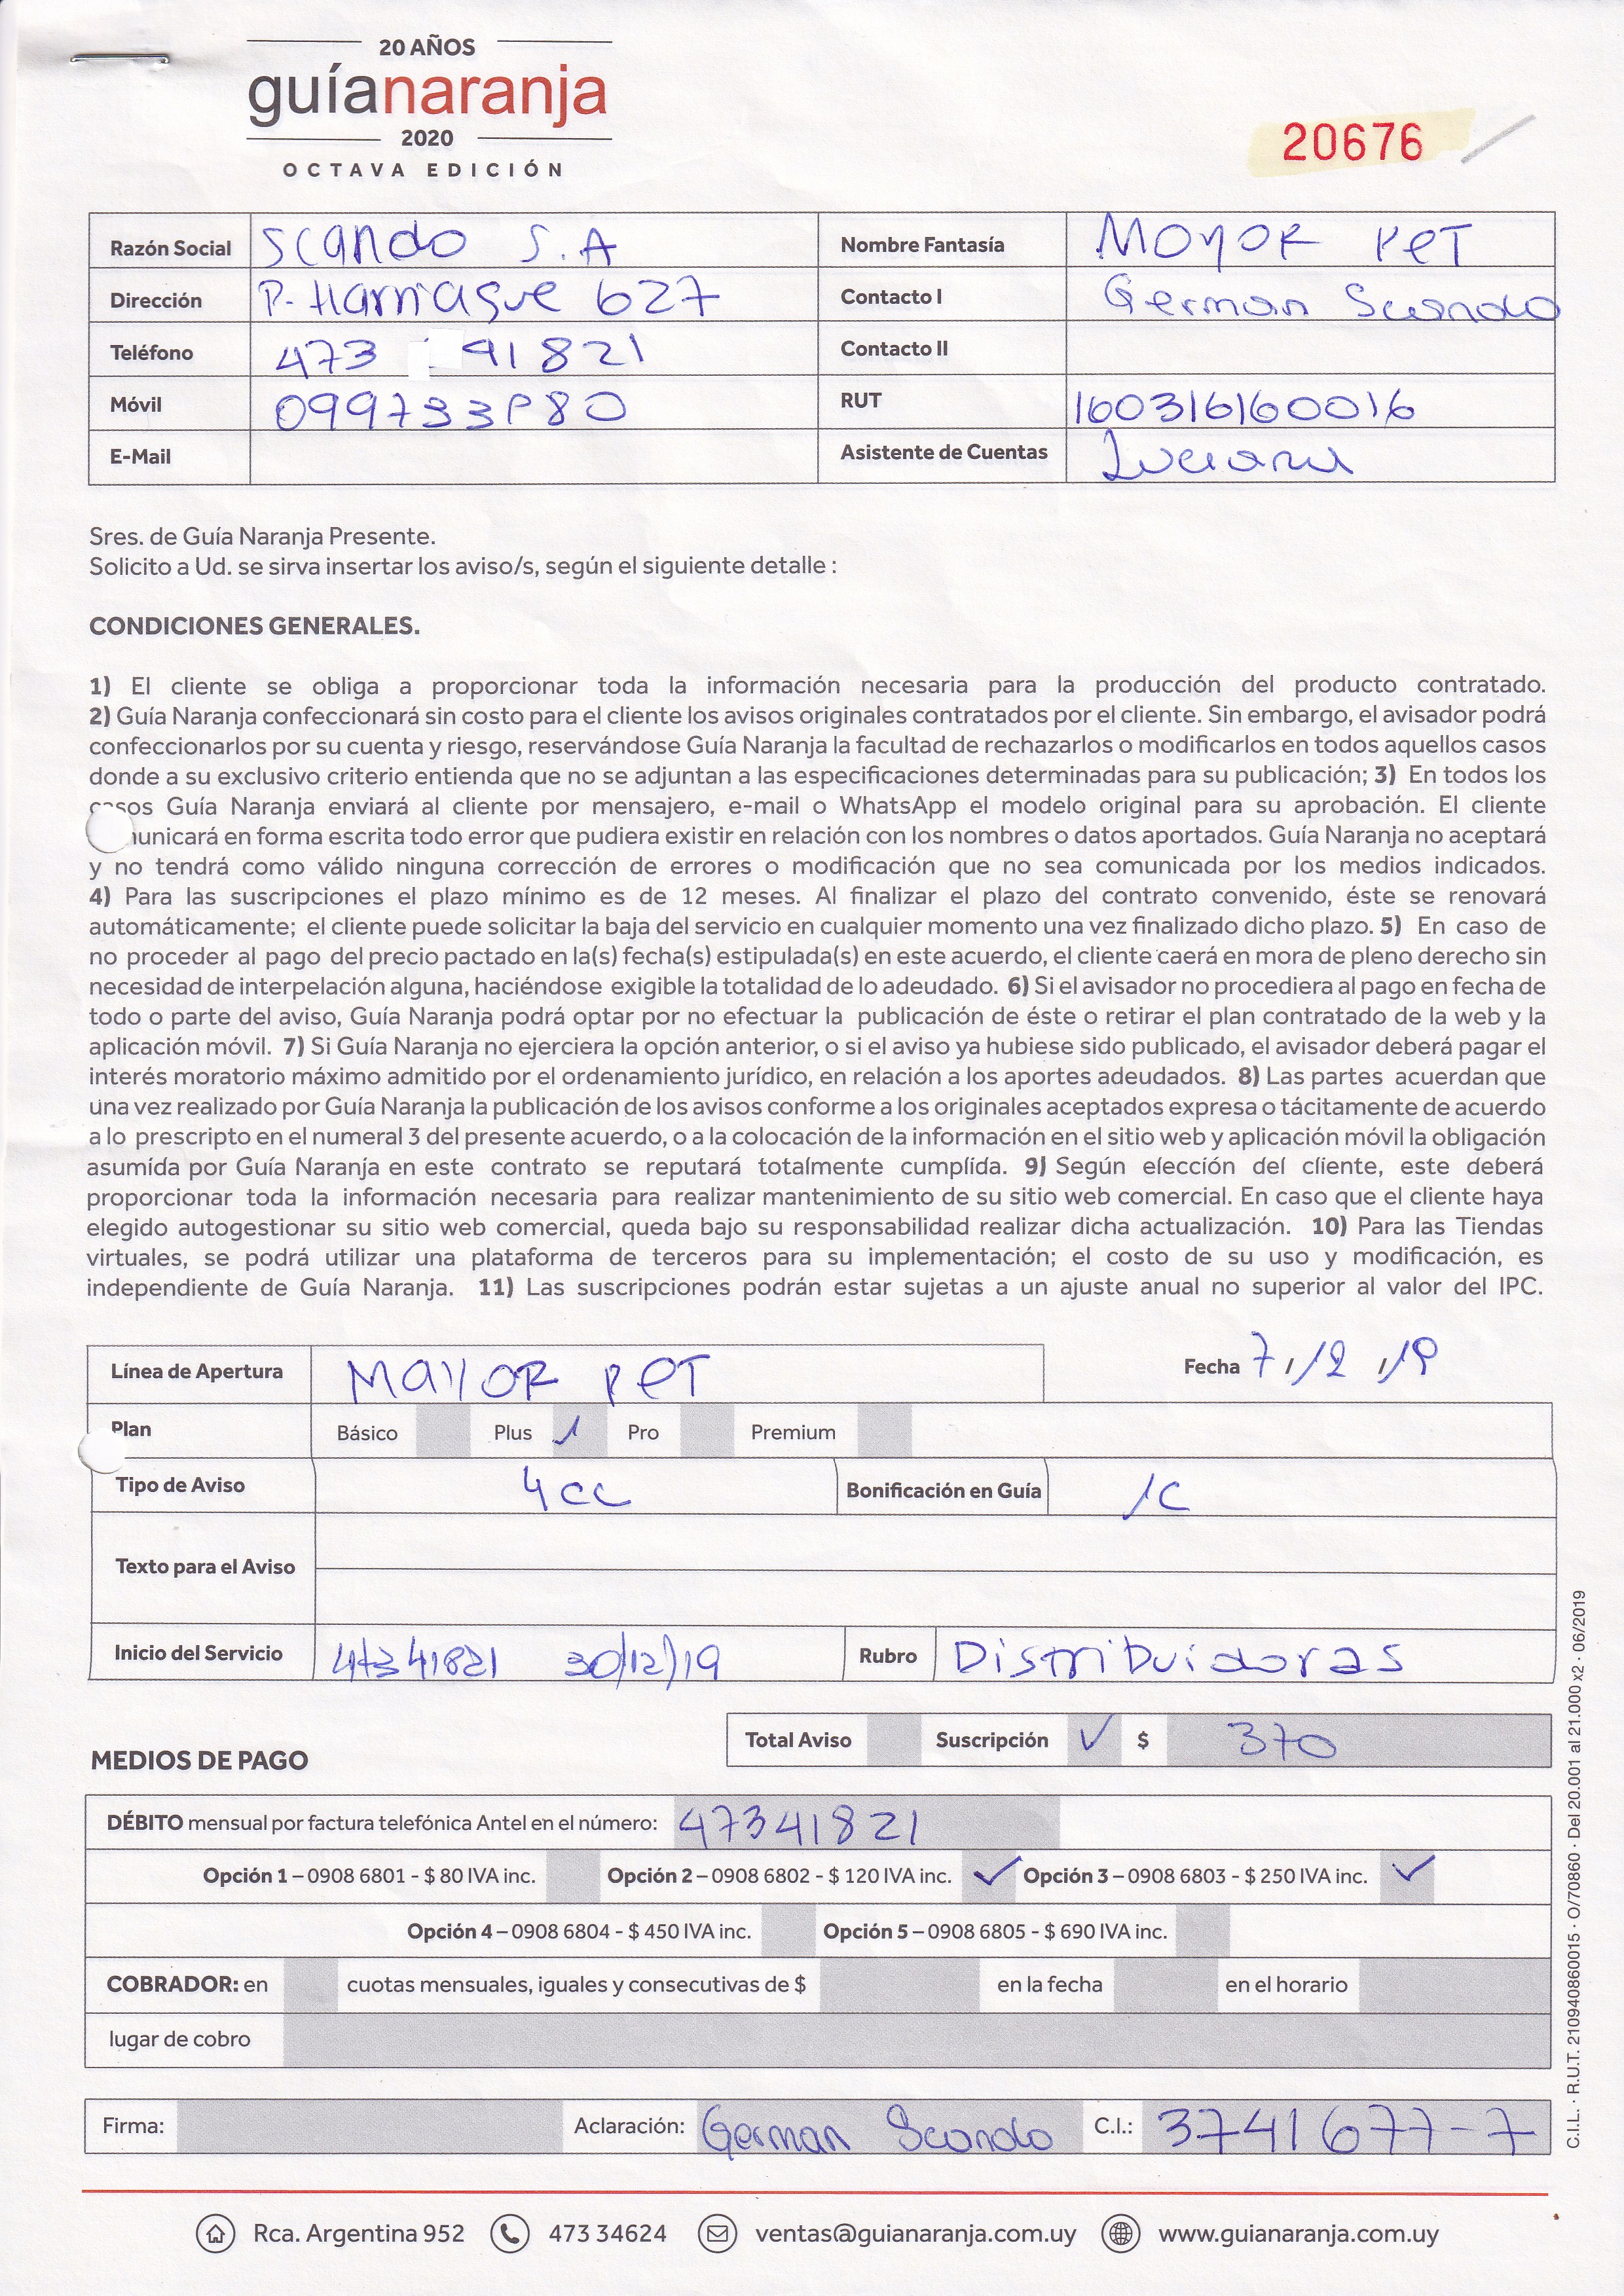 20 AÑOS
guíanaranja
2020
OCTAVA EDICIÓN
20676
Razón Social Scando S.A Nombre Fantasía Mayor Pet
Dirección P. Harriague 627 Contacto I German Scando
Teléfono 473 41821 Contacto II
Móvil RUT 160316160016
E-Mail Asistente de Cuentas Luciana
Sres. de Guía Naranja Presente.
Solicito a Ud. se sirva insertar los aviso/s, según el siguiente detalle :
CONDICIONES GENERALES.
1) El cliente se obliga a proporcionar toda la información necesaria para la producción del producto contratado.
2) Guía Naranja confeccionará sin costo para el cliente los avisos originales contratados por el cliente. Sin embargo, el avisador podrá
confeccionarlos por su cuenta y riesgo, reservándose Guía Naranja la facultad de rechazarlos o modificarlos en todos aquellos casos
donde a su exclusivo criterio entienda que no se adjuntan a las especificaciones determinadas para su publicación; 3) En todos los
casos Guía Naranja enviará al cliente por mensajero, e-mail o WhatsApp el modelo original para su aprobación. El cliente
unicará en forma escrita todo error que pudiera existir en relación con los nombres o datos aportados. Guía Naranja no aceptará
y no tendrá como válido ninguna corrección de errores o modificación que no sea comunicada por los medios indicados.
4) Para las suscripciones el plazo mínimo es de 12 meses. Al finalizar el plazo del contrato convenido, éste se renovará
automáticamente; el cliente puede solicitar la baja del servicio en cualquier momento una vez finalizado dicho plazo. 5) En caso de
no proceder al pago del precio pactado en la(s) fecha(s) estipulada(s) en este acuerdo, el cliente caerá en mora de pleno derecho sin
necesidad de interpelación alguna, haciéndose exigible la totalidad de lo adeudado. 6) Si el avisador no procediera al pago en fecha de
todo o parte del aviso, Guía Naranja podrá optar por no efectuar la publicación de éste o retirar el plan contratado de la web y la
aplicación móvil. 7) Si Guía Naranja no ejerciera la opción anterior, o si el aviso ya hubiese sido publicado, el avisador deberá pagar el
interés moratorio máximo admitido por el ordenamiento jurídico, en relación a los aportes adeudados. 8) Las partes acuerdan que
una vez realizado por Guía Naranja la publicación de los avisos conforme a los originales aceptados expresa o tácitamente de acuerdo
a lo prescripto en el numeral 3 del presente acuerdo, o a la colocación de la información en el sitio web y aplicación móvil la obligación
asumida por Guía Naranja en este contrato se reputará totalmente cumplida. 9) Según elección del cliente, este deberá
proporcionar toda la información necesaria para realizar mantenimiento de su sitio web comercial. En caso que el cliente haya
elegido autogestionar su sitio web comercial, queda bajo su responsabilidad realizar dicha actualización. 10) Para las Tiendas
virtuales, se podrá utilizar una plataforma de terceros para su implementación; el costo de su uso y modificación, es
independiente de Guía Naranja. 11) Las suscripciones podrán estar sujetas a un ajuste anual no superior al valor del IPC.
Línea de Apertura MAYOR PET Fecha 7/12/19
Plan Básico Plus Pro Premium
Tipo de Aviso 4cc Bonificación en Guía 1C
Texto para el Aviso
Inicio del Servicio 47341821 30/12/19 Rubro Distribuidoras
Total Aviso Suscripción ✓ $ 370
MEDIOS DE PAGO
DÉBITO mensual por factura telefónica Antel en el número: 47341821
Opción 1 – 0908 6801 - $ 80 IVA inc. Opción 2 – 0908 6802 - $ 120 IVA inc. ✓ Opción 3 – 0908 6803 - $ 250 IVA inc. ✓
Opción 4 – 0908 6804 - $ 450 IVA inc. Opción 5 – 0908 6805 - $ 690 IVA inc.
COBRADOR: en cuotas mensuales, iguales y consecutivas de $ en la fecha en el horario
lugar de cobro
Firma: Aclaración: German Scando C.I.: 3741677-7
Rca. Argentina 952 473 34624 ventas@guianaranja.com.uy www.guianaranja.com.uy
C.I.L. · R.U.T. 210940860015 · O/70860 · Del 20.001 al 21.000 x2 · 06/2019